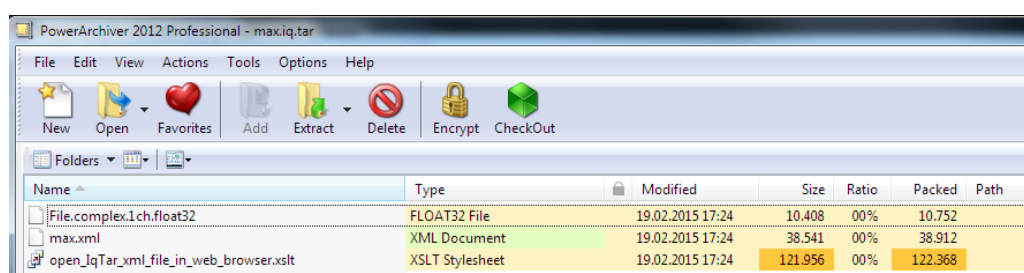 PowerArchiver 2012 Professional - max.iq.tar
File Edit View Actions Tools Options Help
New Open Favorites Add Extract Delete Encrypt CheckOut
Folders
Name Type Modified Size Ratio Packed Path
File.complex.1ch.float32 FLOAT32 File 19.02.2015 17:24 10.408 00% 10.752
max.xml XML Document 19.02.2015 17:24 38.541 00% 38.912
open_IqTar_xml_file_in_web_browser.xslt XSLT Stylesheet 19.02.2015 17:24 121.956 00% 122.368